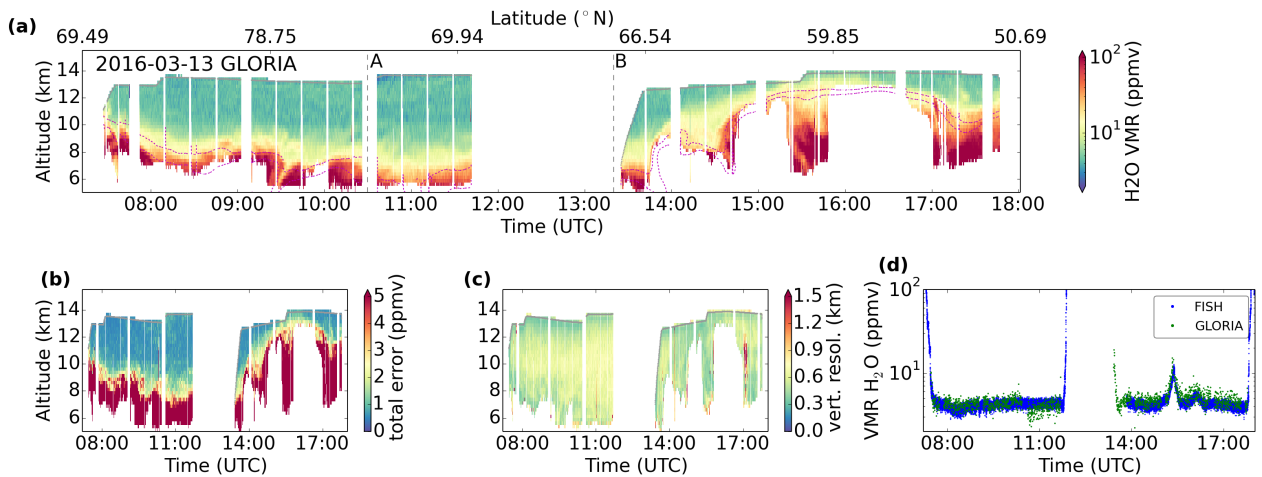 Latitude (°N)
(a)
69.49 78.75 69.94 66.54 59.85 50.69
2016-03-13 GLORIA
A
B
14
12
10
8
6
Altitude (km)
08:00 09:00 10:00 11:00 12:00 13:00 14:00 15:00 16:00 17:00 18:00
Time (UTC)
10²
10¹
H2O VMR (ppmv)
(b)
14
12
10
8
6
Altitude (km)
08:00 11:00 14:00 17:00
Time (UTC)
5
4
3
2
1
0
total error (ppmv)
(c)
14
12
10
8
6
08:00 11:00 14:00 17:00
Time (UTC)
1.5
1.2
0.9
0.6
0.3
0.0
vert. resol. (km)
(d)
10²
10¹
VMR H₂O (ppmv)
FISH
GLORIA
08:00 11:00 14:00 17:00
Time (UTC)